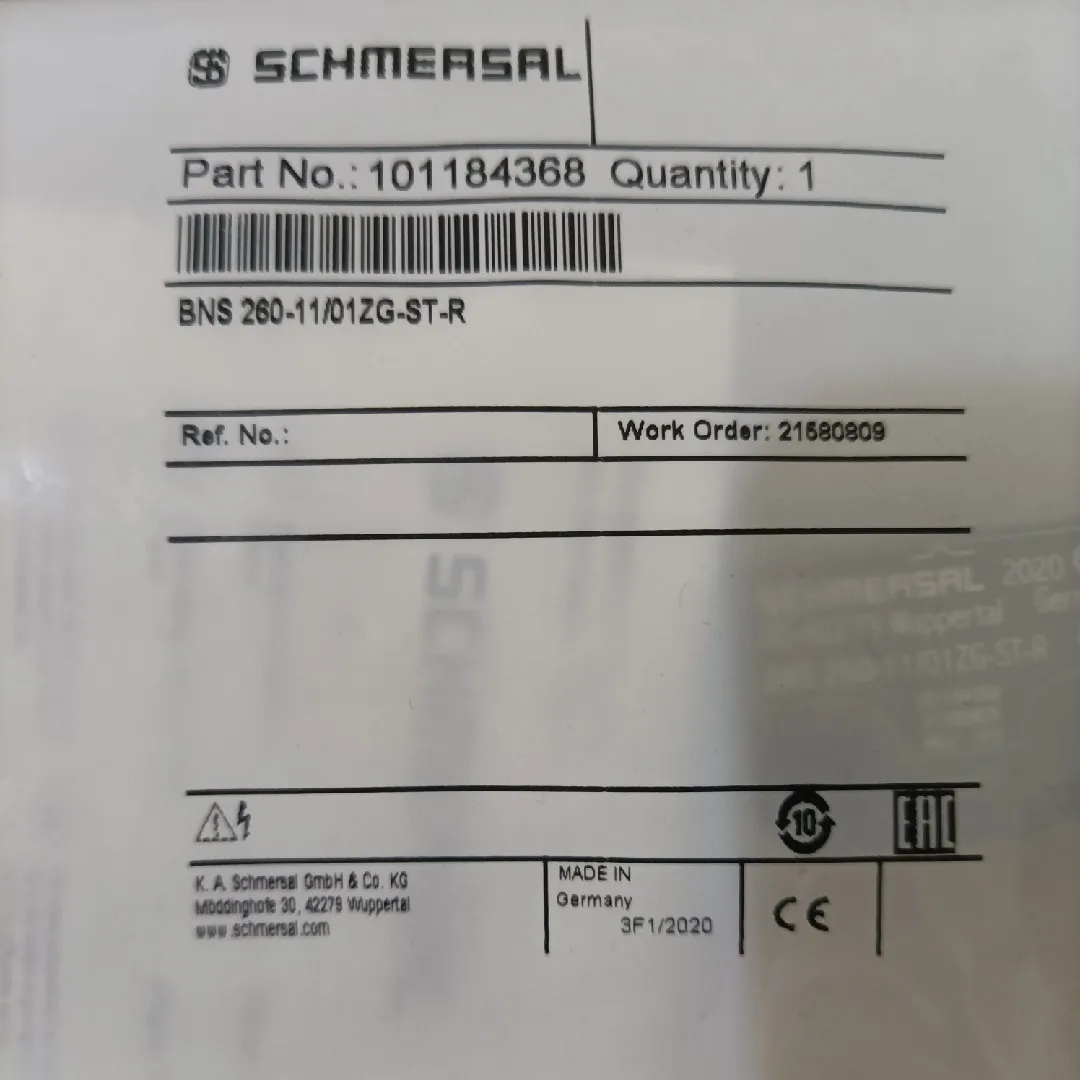 SCHMERSAL
Part No.: 101184368 Quantity: 1
BNS 260-11/01ZG-ST-R
Ref. No.:
Work Order: 21580809
SCHMERSAL 2020
Wuppertal
BNS 260-11/01ZG-ST-R
10
EAC
K. A. Schmersal GmbH & Co. KG
Möddinghofe 30, 42279 Wuppertal
www.schmersal.com
MADE IN
Germany
3F1/2020
CE